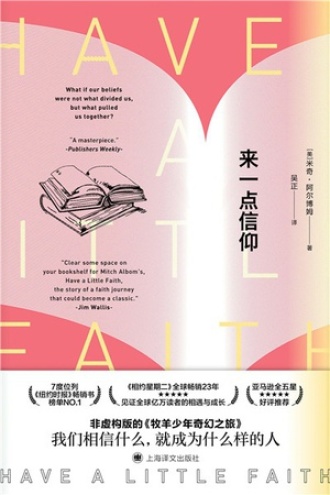 HAVE
A
LITTLE
FAITH
What if our beliefs
were not what divided us,
but what pulled
us together?
"A masterpiece."
-Publishers Weekly-
"Clear some space on
your bookshelf for Mitch Albom's,
Have a Little Faith,
the story of a faith journey
that could become a classic."
-Jim Wallis-
来一点信仰
[美]米奇·阿尔博姆 著
吴正 译
7度位列
《纽约时报》畅销书
榜单NO.1
《相约星期二》全球畅销23年
★★★★★
见证全球亿万读者的相遇与成长
亚马逊全五星
★★★★★
好评推荐
非虚构版的《牧羊少年奇幻之旅》
我们相信什么,就成为什么样的人
上海译文出版社
HAVE A LITTLE FAITH